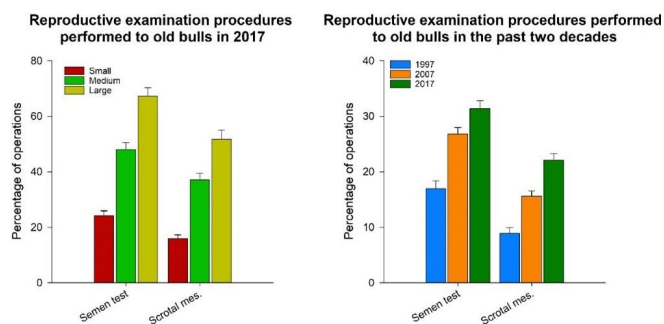 Reproductive examination procedures
performed to old bulls in 2017
80
60
40
20
0
Percentage of operations
Small
Medium
Large
Semen test
Scrotal mes.
Reproductive examination procedures performed
to old bulls in the past two decades
40
30
20
10
0
Percentage of operations
1997
2007
2017
Semen test
Scrotal mes.